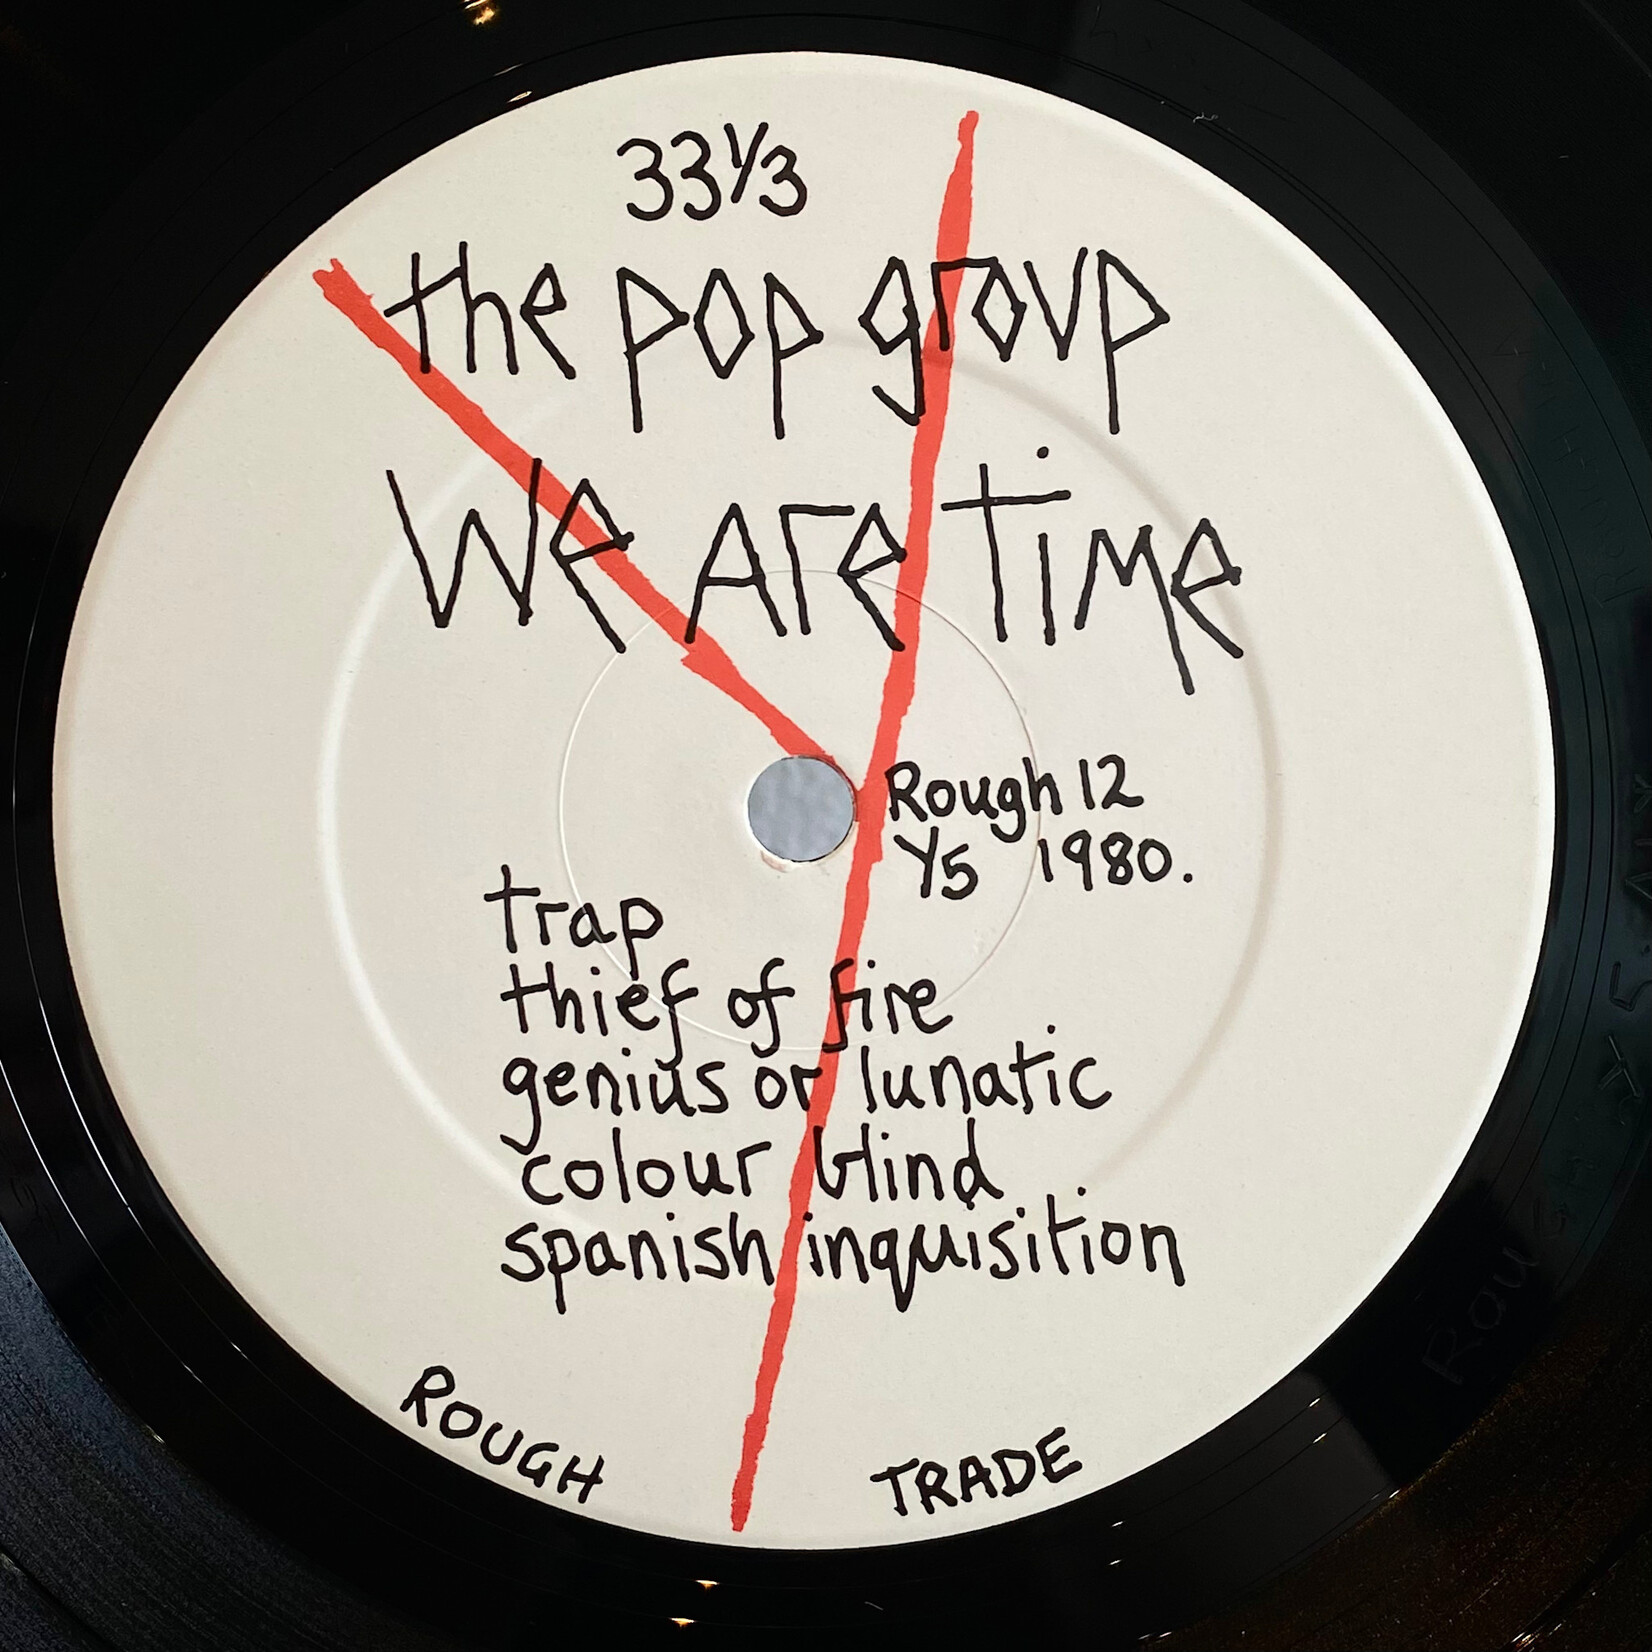 33⅓
the pop group
We Are Time
Rough 12
Y5 1980.
trap
thief of fire
genius or lunatic
colour blind
spanish inquisition
ROUGH TRADE